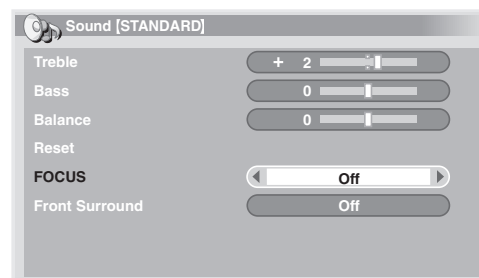 Sound [STANDARD]
Treble + 2
Bass 0
Balance 0
Reset
FOCUS Off
Front Surround Off